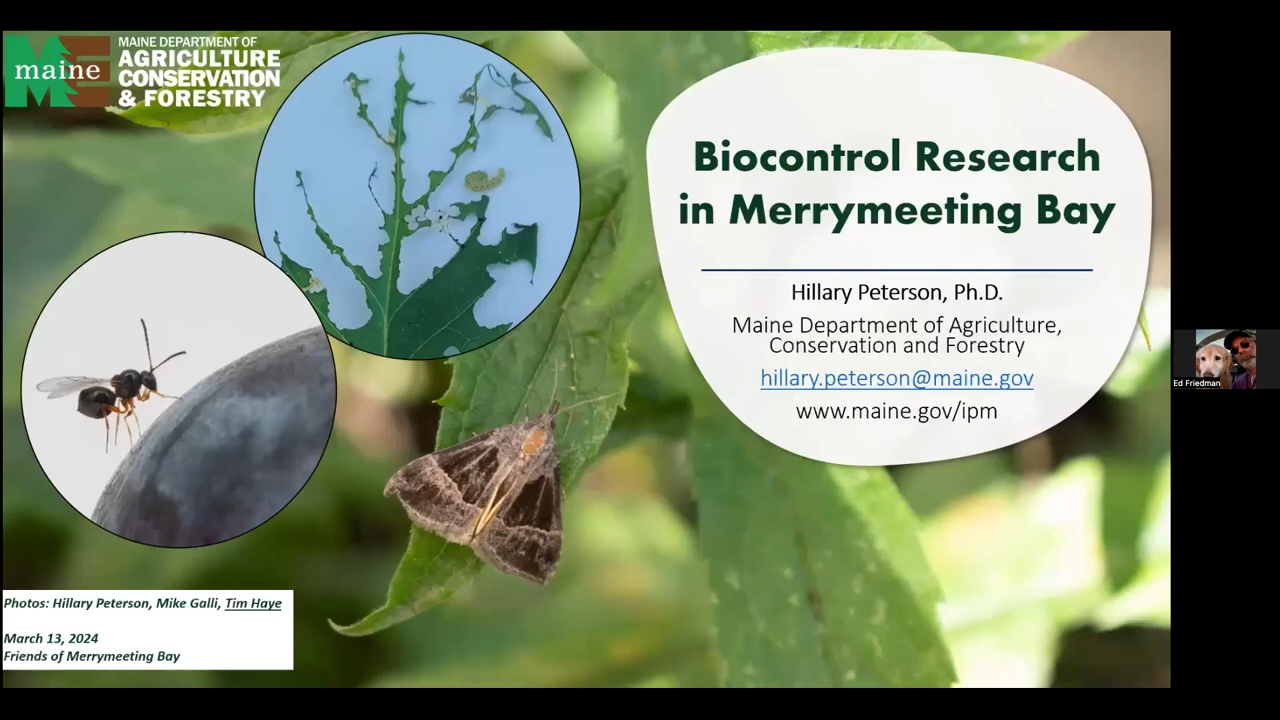 maine
MAINE DEPARTMENT OF
AGRICULTURE
CONSERVATION
& FORESTRY
Biocontrol Research
in Merrymeeting Bay
Hillary Peterson, Ph.D.
Maine Department of Agriculture,
Conservation and Forestry
hillary.peterson@maine.gov
www.maine.gov/ipm
Ed Friedman
Photos: Hillary Peterson, Mike Galli, Tim Haye
March 13, 2024
Friends of Merrymeeting Bay